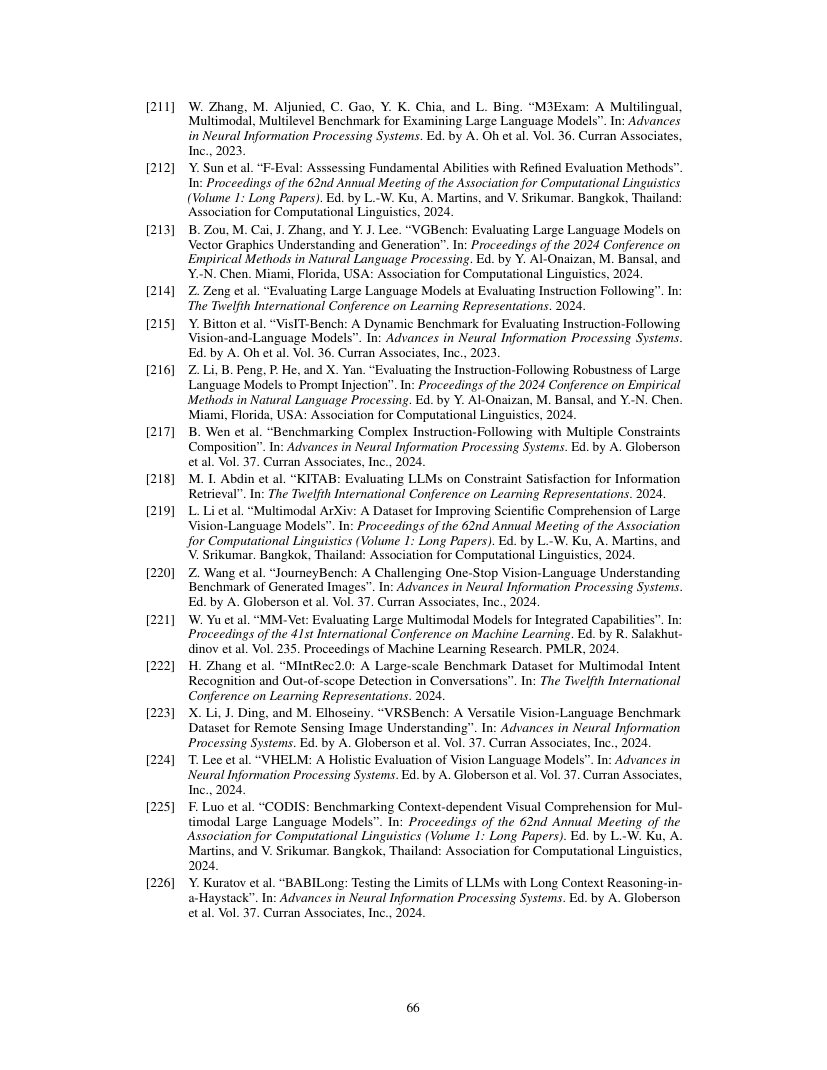 [211] W. Zhang, M. Aljunied, C. Gao, Y. K. Chia, and L. Bing. “M3Exam: A Multilingual,
Multimodal, Multilevel Benchmark for Examining Large Language Models”. In: Advances
in Neural Information Processing Systems. Ed. by A. Oh et al. Vol. 36. Curran Associates,
Inc., 2023.
[212] Y. Sun et al. “F-Eval: Asssessing Fundamental Abilities with Refined Evaluation Methods”.
In: Proceedings of the 62nd Annual Meeting of the Association for Computational Linguistics
(Volume 1: Long Papers). Ed. by L.-W. Ku, A. Martins, and V. Srikumar. Bangkok, Thailand:
Association for Computational Linguistics, 2024.
[213] B. Zou, M. Cai, J. Zhang, and Y. J. Lee. “VGBench: Evaluating Large Language Models on
Vector Graphics Understanding and Generation”. In: Proceedings of the 2024 Conference on
Empirical Methods in Natural Language Processing. Ed. by Y. Al-Onaizan, M. Bansal, and
Y.-N. Chen. Miami, Florida, USA: Association for Computational Linguistics, 2024.
[214] Z. Zeng et al. “Evaluating Large Language Models at Evaluating Instruction Following”. In:
The Twelfth International Conference on Learning Representations. 2024.
[215] Y. Bitton et al. “VisIT-Bench: A Dynamic Benchmark for Evaluating Instruction-Following
Vision-and-Language Models”. In: Advances in Neural Information Processing Systems.
Ed. by A. Oh et al. Vol. 36. Curran Associates, Inc., 2023.
[216] Z. Li, B. Peng, P. He, and X. Yan. “Evaluating the Instruction-Following Robustness of Large
Language Models to Prompt Injection”. In: Proceedings of the 2024 Conference on Empirical
Methods in Natural Language Processing. Ed. by Y. Al-Onaizan, M. Bansal, and Y.-N. Chen.
Miami, Florida, USA: Association for Computational Linguistics, 2024.
[217] B. Wen et al. “Benchmarking Complex Instruction-Following with Multiple Constraints
Composition”. In: Advances in Neural Information Processing Systems. Ed. by A. Globerson
et al. Vol. 37. Curran Associates, Inc., 2024.
[218] M. I. Abdin et al. “KITAB: Evaluating LLMs on Constraint Satisfaction for Information
Retrieval”. In: The Twelfth International Conference on Learning Representations. 2024.
[219] L. Li et al. “Multimodal ArXiv: A Dataset for Improving Scientific Comprehension of Large
Vision-Language Models”. In: Proceedings of the 62nd Annual Meeting of the Association
for Computational Linguistics (Volume 1: Long Papers). Ed. by L.-W. Ku, A. Martins, and
V. Srikumar. Bangkok, Thailand: Association for Computational Linguistics, 2024.
[220] Z. Wang et al. “JourneyBench: A Challenging One-Stop Vision-Language Understanding
Benchmark of Generated Images”. In: Advances in Neural Information Processing Systems.
Ed. by A. Globerson et al. Vol. 37. Curran Associates, Inc., 2024.
[221] W. Yu et al. “MM-Vet: Evaluating Large Multimodal Models for Integrated Capabilities”. In:
Proceedings of the 41st International Conference on Machine Learning. Ed. by R. Salakhut-
dinov et al. Vol. 235. Proceedings of Machine Learning Research. PMLR, 2024.
[222] H. Zhang et al. “MIntRec2.0: A Large-scale Benchmark Dataset for Multimodal Intent
Recognition and Out-of-scope Detection in Conversations”. In: The Twelfth International
Conference on Learning Representations. 2024.
[223] X. Li, J. Ding, and M. Elhoseiny. “VRSBench: A Versatile Vision-Language Benchmark
Dataset for Remote Sensing Image Understanding”. In: Advances in Neural Information
Processing Systems. Ed. by A. Globerson et al. Vol. 37. Curran Associates, Inc., 2024.
[224] T. Lee et al. “VHELM: A Holistic Evaluation of Vision Language Models”. In: Advances in
Neural Information Processing Systems. Ed. by A. Globerson et al. Vol. 37. Curran Associates,
Inc., 2024.
[225] F. Luo et al. “CODIS: Benchmarking Context-dependent Visual Comprehension for Mul-
timodal Large Language Models”. In: Proceedings of the 62nd Annual Meeting of the
Association for Computational Linguistics (Volume 1: Long Papers). Ed. by L.-W. Ku, A.
Martins, and V. Srikumar. Bangkok, Thailand: Association for Computational Linguistics,
2024.
[226] Y. Kuratov et al. “BABILong: Testing the Limits of LLMs with Long Context Reasoning-in-
a-Haystack”. In: Advances in Neural Information Processing Systems. Ed. by A. Globerson
et al. Vol. 37. Curran Associates, Inc., 2024.
66